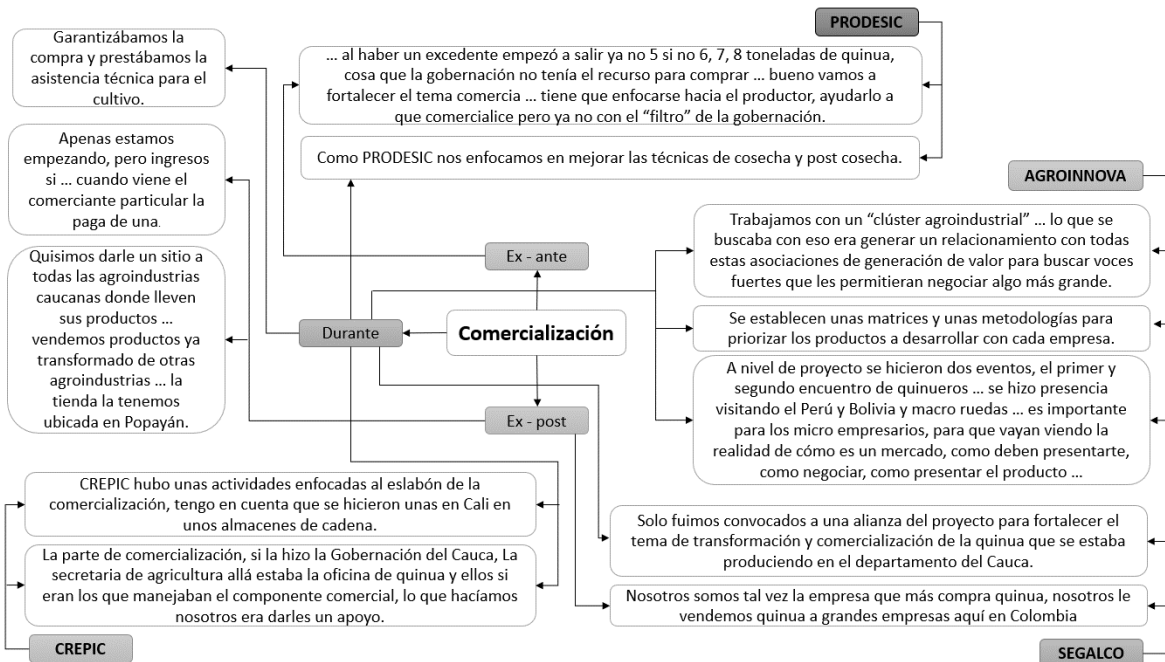 PRODESIC
Garantizábamos la
compra y prestábamos la
asistencia técnica para el
cultivo.
… al haber un excedente empezó a salir ya no 5 si no 6, 7, 8 toneladas de quinua,
cosa que la gobernación no tenía el recurso para comprar … bueno vamos a
fortalecer el tema comercia … tiene que enfocarse hacia el productor, ayudarlo a
que comercialice pero ya no con el “filtro” de la gobernación.
Apenas estamos
empezando, pero ingresos
si … cuando viene el
comerciante particular la
paga de una.
Como PRODESIC nos enfocamos en mejorar las técnicas de cosecha y post cosecha.
AGROINNOVA
Quisimos darle un sitio a
todas las agroindustrias
caucanas donde lleven
sus productos …
vendemos productos ya
transformado de otras
agroindustrias … la
tienda la tenemos
ubicada en Popayán.
Ex - ante
Durante
Comercialización
Ex - post
Trabajamos con un “clúster agroindustrial” … lo que se
buscaba con eso era generar un relacionamiento con todas
estas asociaciones de generación de valor para buscar voces
fuertes que les permitieran negociar algo más grande.
Se establecen unas matrices y unas metodologías para
priorizar los productos a desarrollar con cada empresa.
A nivel de proyecto se hicieron dos eventos, el primer y
segundo encuentro de quinueros … se hizo presencia
visitando el Perú y Bolivia y macro ruedas … es importante
para los micro empresarios, para que vayan viendo la
realidad de cómo es un mercado, como deben presentarte,
como negociar, como presentar el producto …
CREPIC hubo unas actividades enfocadas al eslabón de la
comercialización, tengo en cuenta que se hicieron unas en Cali en
unos almacenes de cadena.
La parte de comercialización, si la hizo la Gobernación del Cauca, La
secretaria de agricultura allá estaba la oficina de quinua y ellos si
eran los que manejaban el componente comercial, lo que hacíamos
nosotros era darles un apoyo.
CREPIC
Solo fuimos convocados a una alianza del proyecto para fortalecer el
tema de transformación y comercialización de la quinua que se estaba
produciendo en el departamento del Cauca.
Nosotros somos tal vez la empresa que más compra quinua, nosotros le
vendemos quinua a grandes empresas aquí en Colombia
SEGALCO